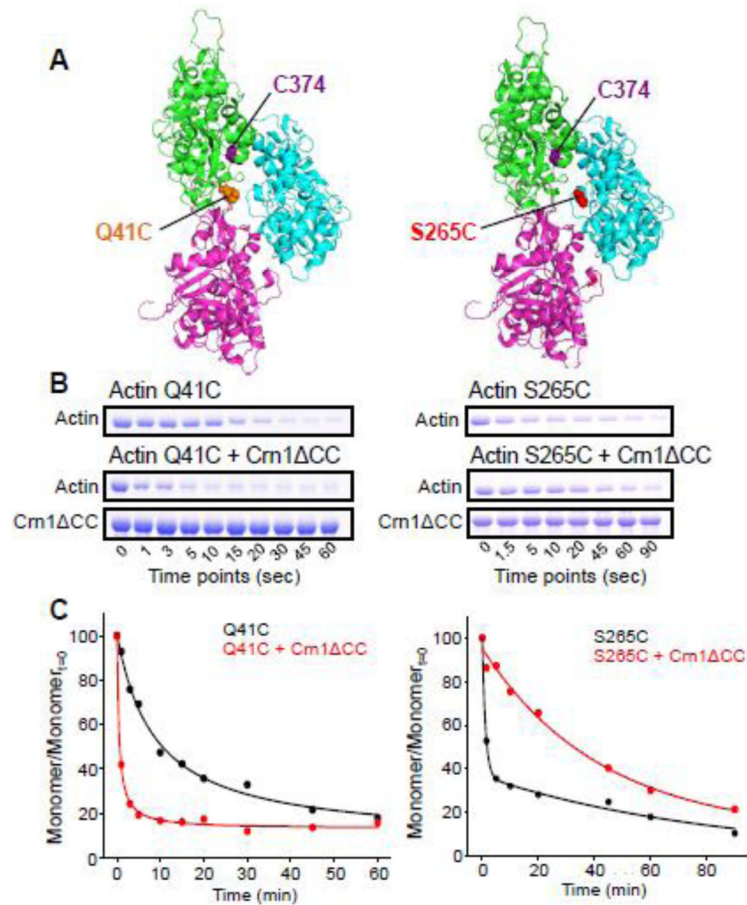 A
C374
C374
Q41C
S265C
B
Actin Q41C
Actin S265C
Actin
Actin
Actin Q41C + Crn1ΔCC
Actin S265C + Crn1ΔCC
Actin
Actin
Crn1ΔCC
Crn1ΔCC
0 1 3 5 10 15 20 30 45 60
0 1.5 5 10 20 45 60 90
Time points (sec)
Time points (sec)
C
Q41C
Q41C + Crn1ΔCC
S265C
S265C + Crn1ΔCC
Monomer/Monomer t=0
100
80
60
40
20
0
0 10 20 30 40 50 60
Time (min)
100
80
60
40
20
0
0 20 40 60 80
Time (min)